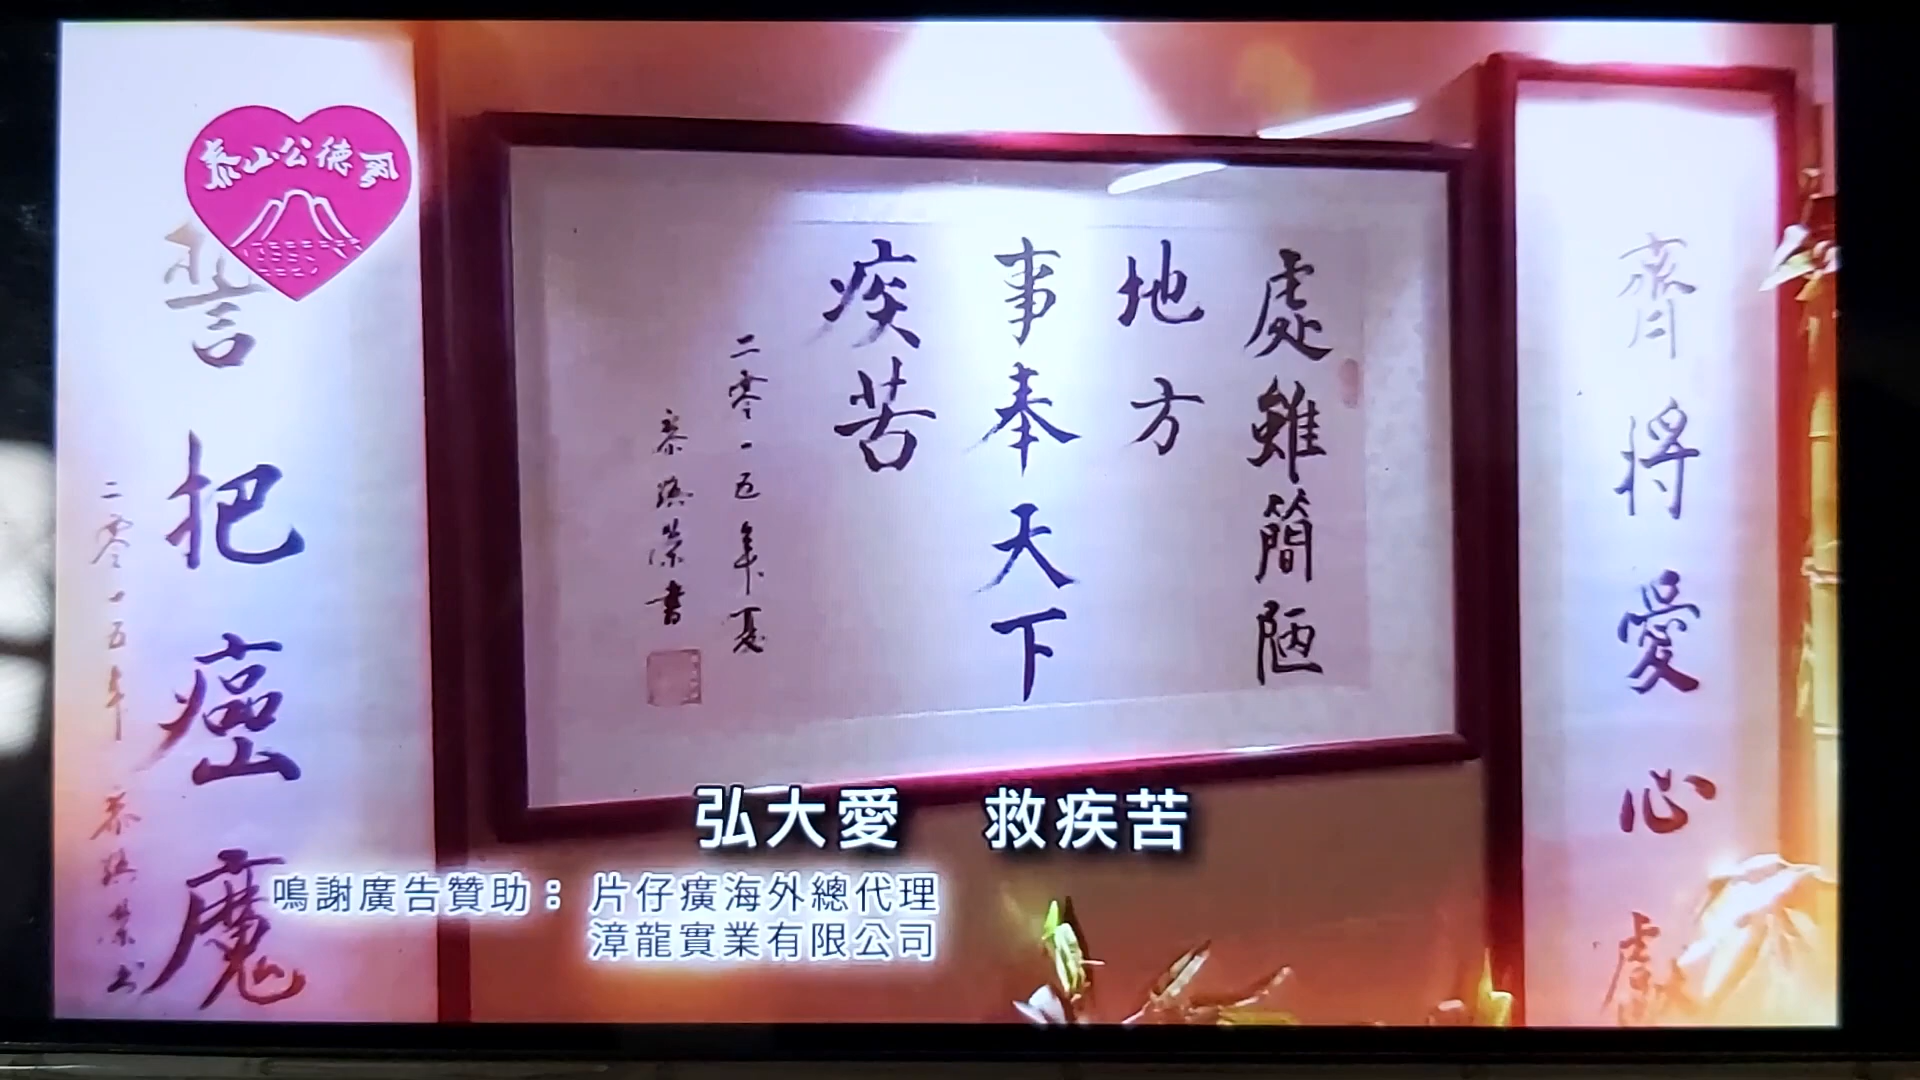 泰山公德會
齊將愛心獻
處雖簡陋
地方
事奉天下
疾苦
二零一五年夏
泰 榮書
誓把癌魔
二零一五年 泰 榮书
弘大愛 救疾苦
鳴謝廣告贊助： 片仔癀海外總代理
漳龍實業有限公司